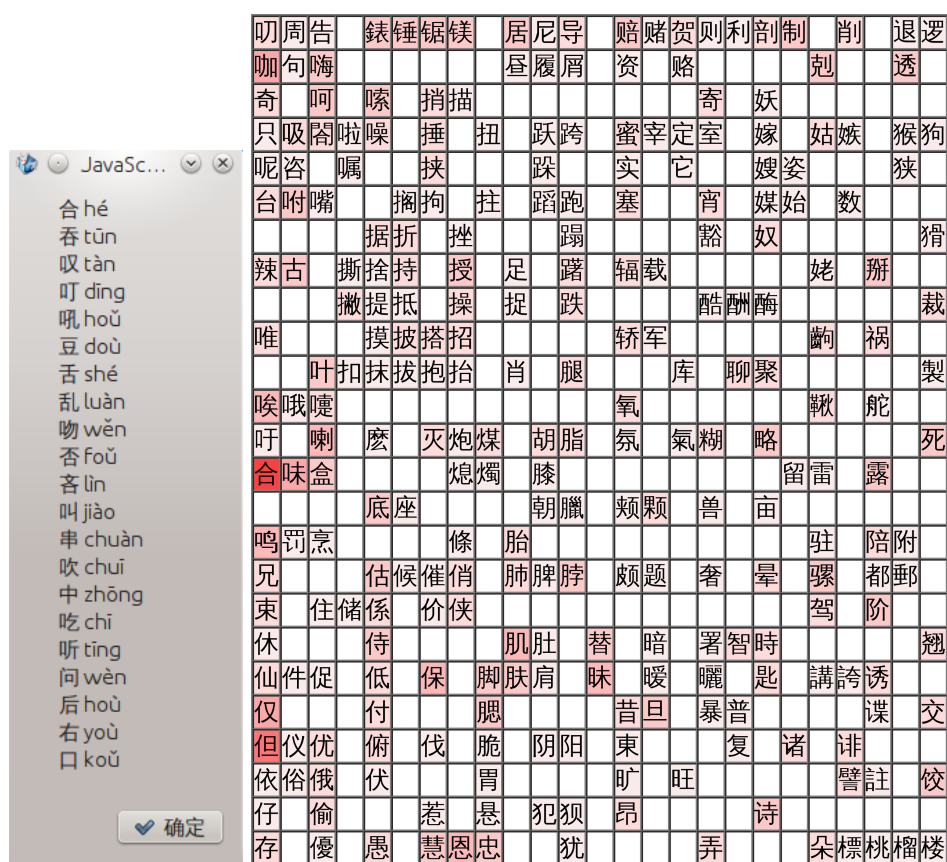 JavaSc...
合 hé
吞 tūn
叹 tàn
叮 dīng
吼 hoǔ
豆 doù
舌 shé
乱 luàn
吻 wěn
否 foǔ
吝 lìn
叫 jiào
串 chuàn
吹 chuī
中 zhōng
吃 chī
听 tīng
问 wèn
后 hoù
右 yoù
口 koǔ
确定
叨 周 告 錶 锤 锯 镁 居 尼 导 赔 赌 贺 则 利 剖 制 削 退 逻
咖 句 嗨 昼 履 屑 资 赂 剋 透
奇 呵 嗦 捎 描 寄 妖
只 吸 閤 啦 噪 捶 扭 跃 跨 蜜 宰 定 室 嫁 姑 嫉 猴 狗
呢 咨 嘱 挟 跺 实 它 嫂 姿 狭
台 咐 嘴 搁 拘 拄 蹈 跑 塞 宵 媒 始 数
据 折 挫 蹋 豁 奴 猾
辣 古 撕 捨 持 授 足 躇 辐 载 姥 掰
撇 提 抵 操 捉 跌 酷 酬 酶 裁
唯 摸 披 搭 招 轿 军 齣 祸
叶 扣 抹 拔 抱 抬 肖 腿 库 聊 聚 製
唉 哦 嚏 氧 鞦 舵
吁 喇 麽 灭 炮 煤 胡 脂 氛 氣 糊 略 死
合 味 盒 熄 燭 膝 留 雷 露
底 座 朝 臘 颊 颗 兽 亩
鸣 罚 烹 條 胎 驻 陪 附
兄 估 候 催 俏 肺 脾 脖 颇 题 奢 晕 骡 都 郵
束 住 储 係 价 侠 驾 阶
休 侍 肌 肚 替 暗 署 智 時 翘
仙 件 促 低 保 脚 肤 肩 昧 暧 曬 匙 講 誇 诱
仅 付 腮 昔 旦 暴 普 谍 交
但 仪 优 俯 伐 脆 阴 阳 東 复 诸 诽
依 俗 俄 伏 胃 旷 旺 譬 註 饺
仔 偷 惹 悬 犯 狈 昂 诗
存 優 愚 慧 恩 忠 犹 弄 朵 標 桃 榴 楼